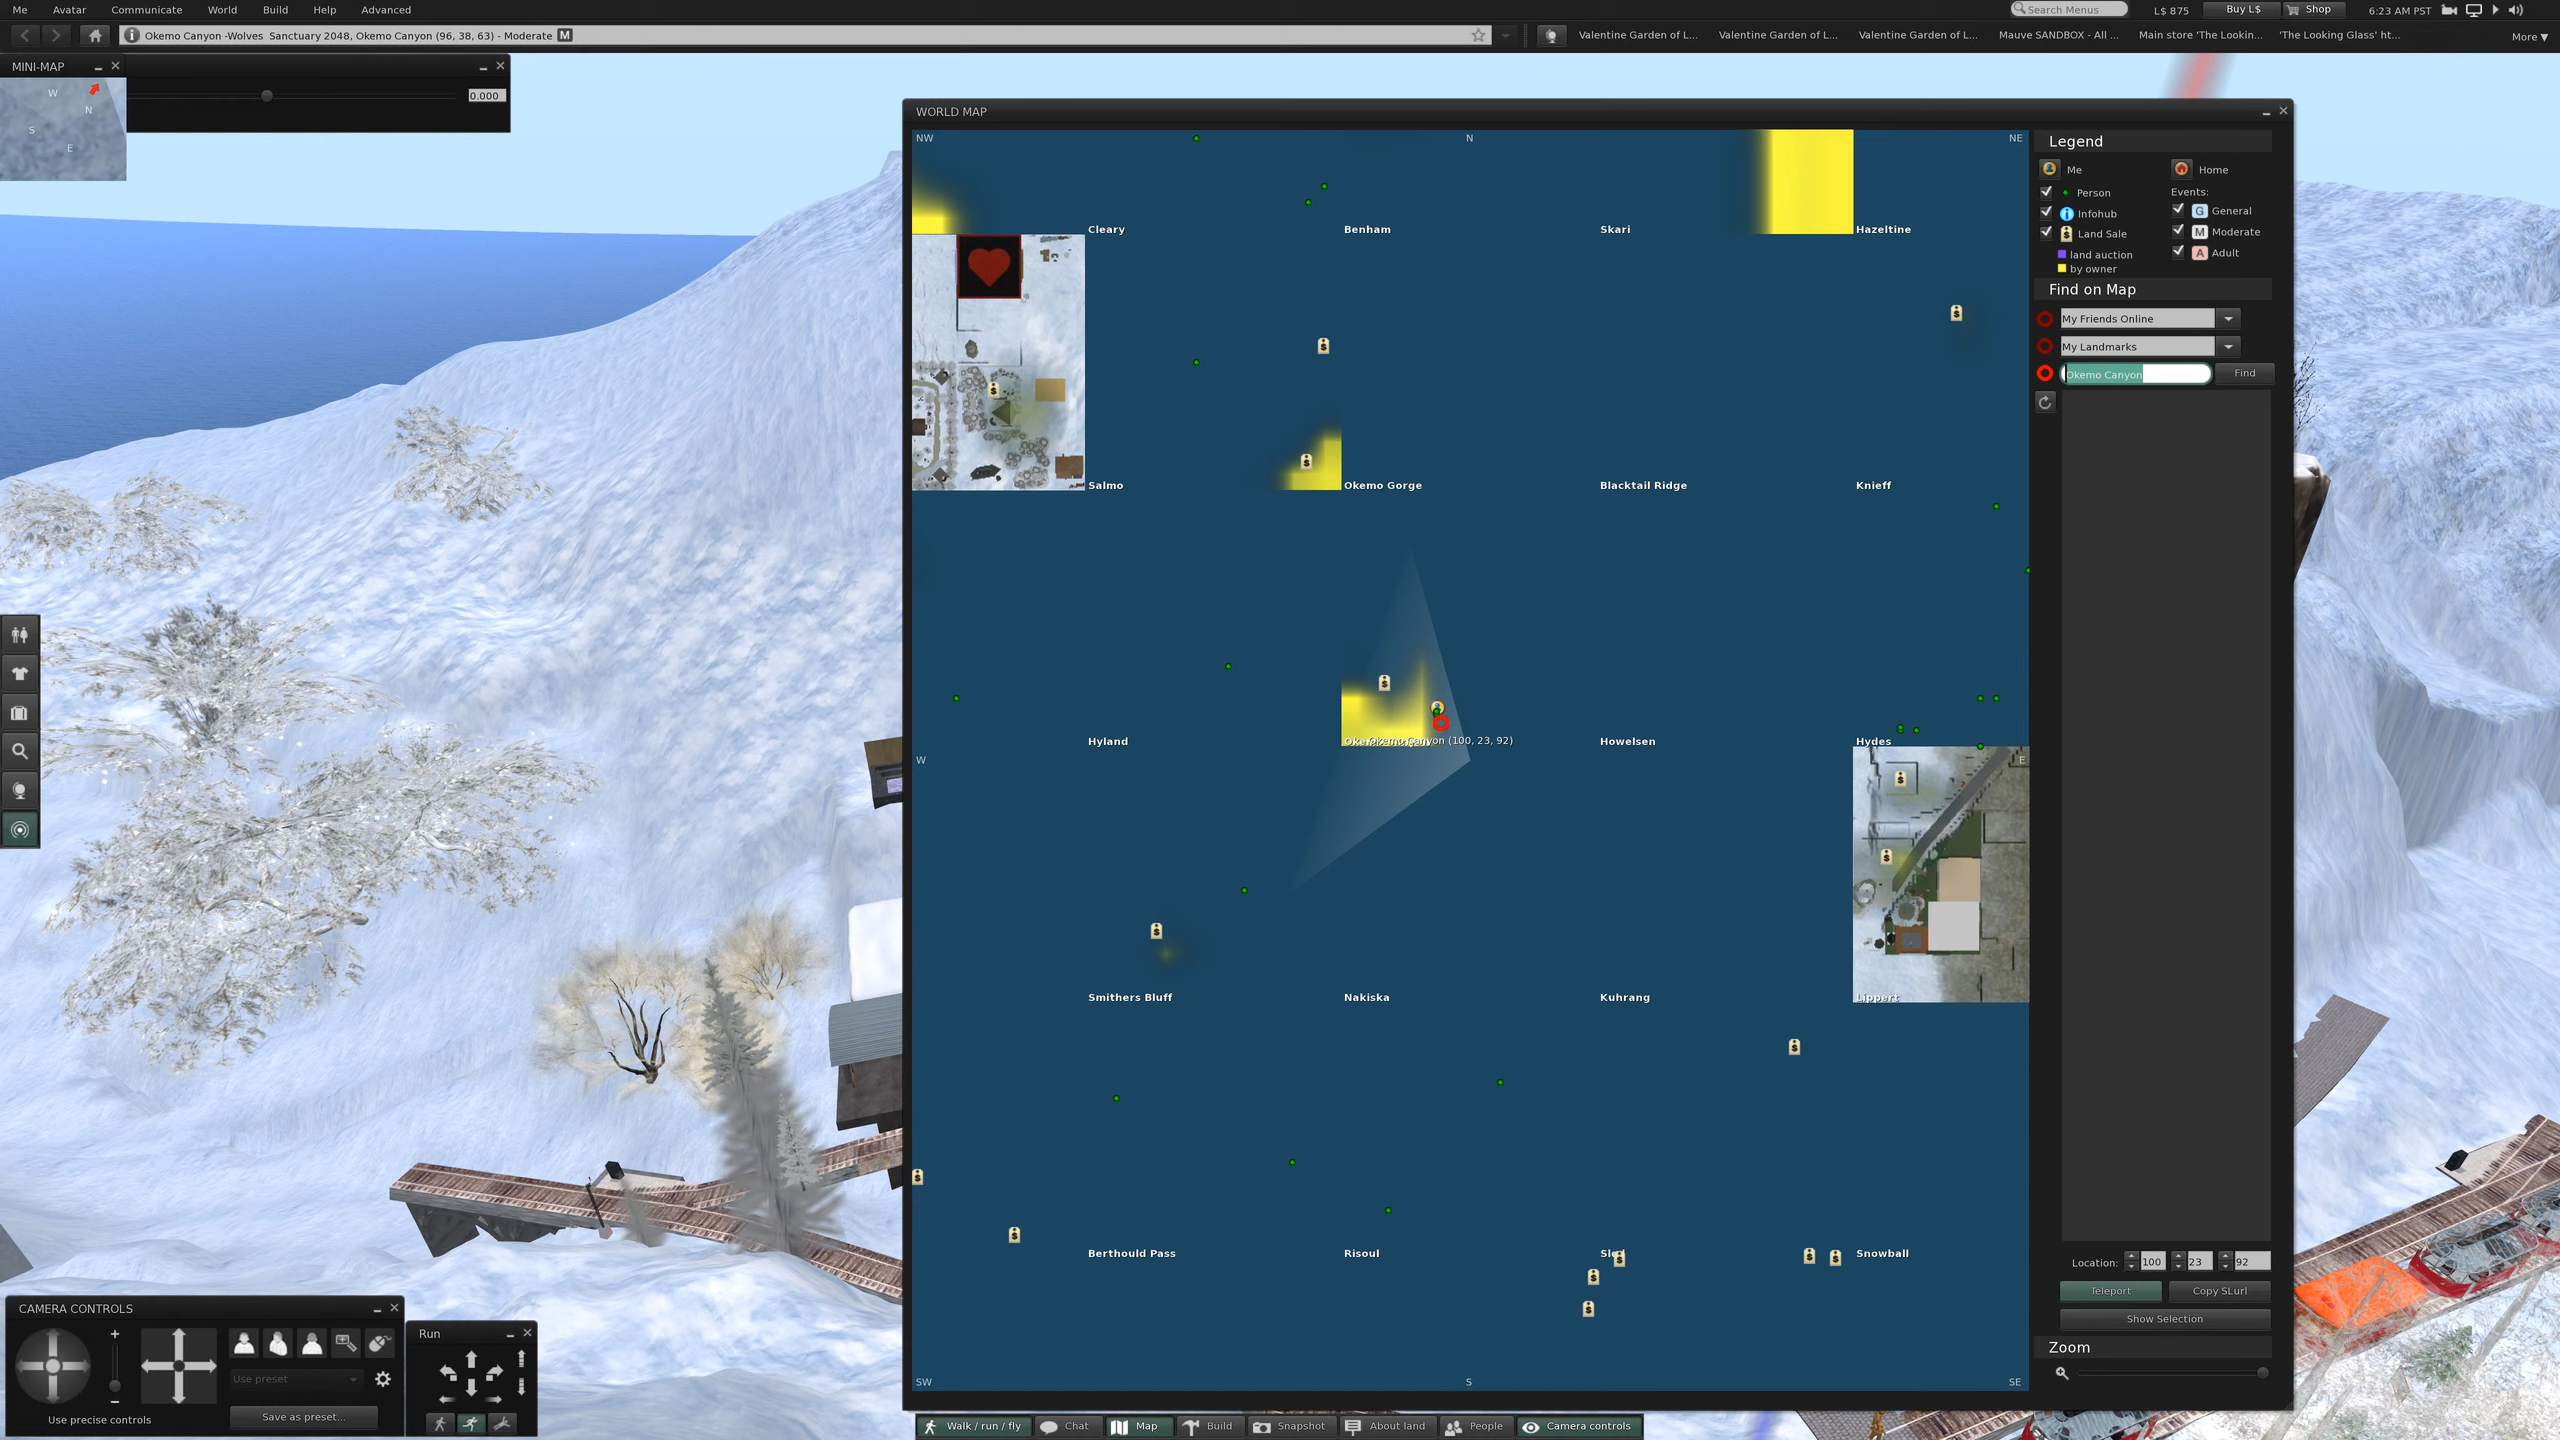 Me Avatar Communicate World Build Help Advanced
Search Menus L$ 875 Buy L$ Shop 6:23 AM PST
Okemo Canyon -Wolves Sanctuary 2048, Okemo Canyon (96, 38, 63) - Moderate M
Valentine Garden of L... Valentine Garden of L... Valentine Garden of L... Mauve SANDBOX - All ... Main store 'The Lookin... 'The Looking Glass' ht... More
MINI-MAP
W N S E
0.000
WORLD MAP
NW N NE
Cleary Benham Skari Hazeltine
Salmo Okemo Gorge Blacktail Ridge Knieff
Hyland Okemo Canyon (100, 23, 92) Howelsen Hydes
W E
Smithers Bluff Nakiska Kuhrang Lippert
Berthould Pass Risoul Snowball
SW S SE
Legend
Me Home
Person Events:
Infohub G General
Land Sale M Moderate
land auction A Adult
by owner
Find on Map
My Friends Online
My Landmarks
Okemo Canyon Find
Location: 100 23 92
Teleport Copy SLurl
Show Selection
Zoom
CAMERA CONTROLS
Use preset
Use precise controls
Save as preset...
Run
Walk / run / fly Chat Map Build Snapshot About land People Camera controls